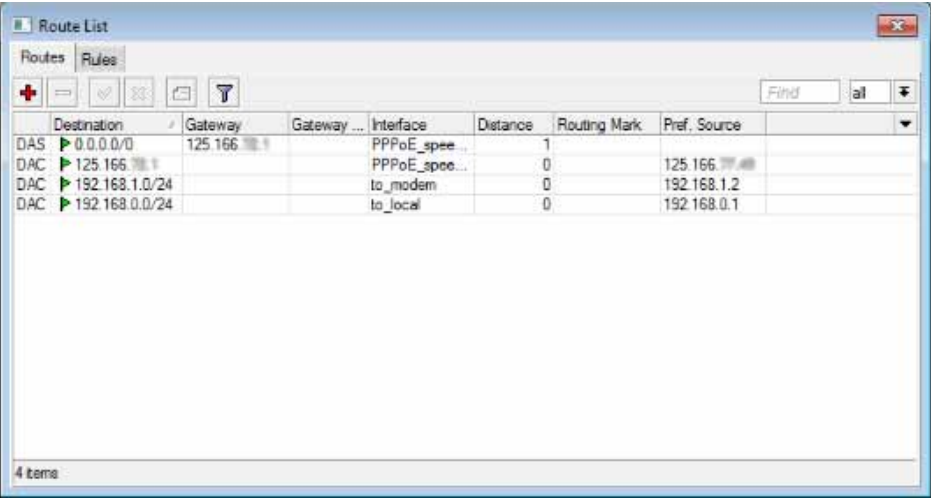 Route List
Routes Rules
Find all
Destination Gateway Gateway ... Interface Distance Routing Mark Pref. Source
DAS 0.0.0.0/0 125.166. PPPoE_spee... 1
DAC 125.166. PPPoE_spee... 0 125.166.
DAC 192.168.1.0/24 to_modem 0 192.168.1.2
DAC 192.168.0.0/24 to_local 0 192.168.0.1
4 items